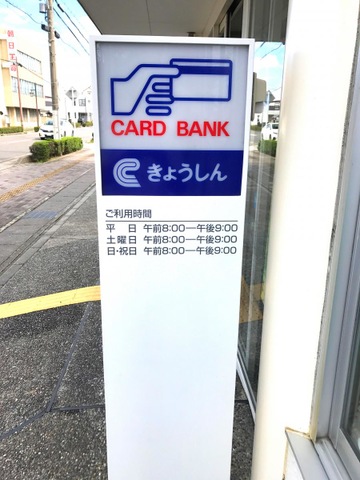 CARD BANK
きょうしん
ご利用時間
平　日 午前8:00—午後9:00
土曜日 午前8:00—午後9:00
日・祝日 午前8:00—午後9:00